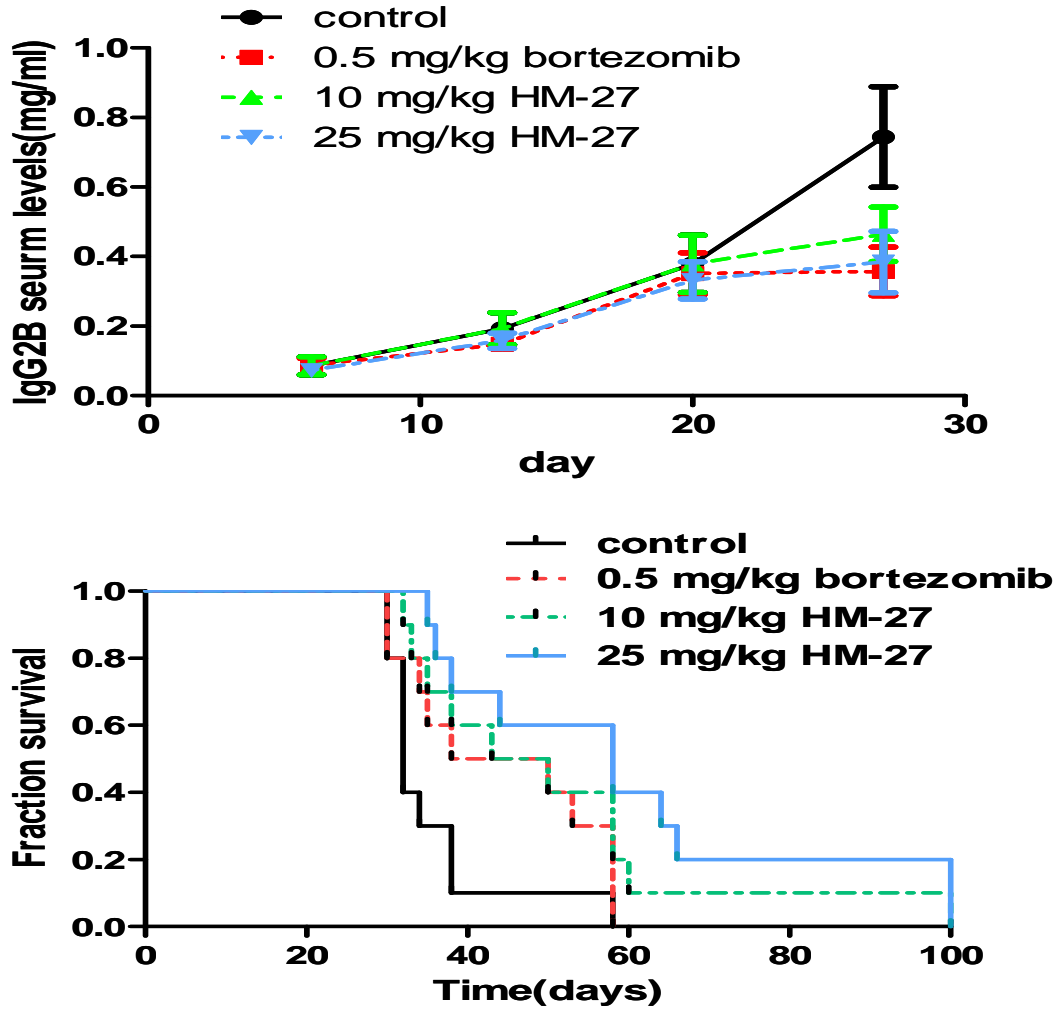 control
0.5 mg/kg bortezomib
10 mg/kg HM-27
25 mg/kg HM-27
IgG2B seurm levels(mg/ml)
1.0
0.8
0.6
0.4
0.2
0.0
0 10 20 30
day
control
0.5 mg/kg bortezomib
10 mg/kg HM-27
25 mg/kg HM-27
Fraction survival
1.0
0.8
0.6
0.4
0.2
0.0
0 20 40 60 80 100
Time(days)